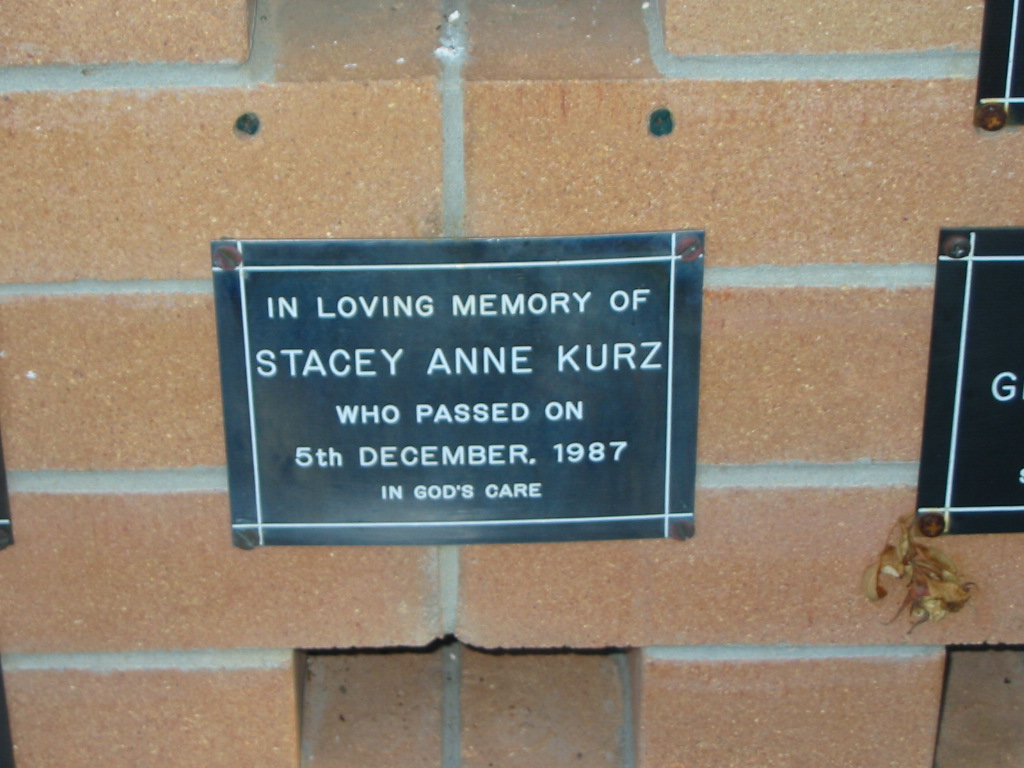 IN LOVING MEMORY OF
STACEY ANNE KURZ
WHO PASSED ON
5th DECEMBER, 1987
IN GOD'S CARE